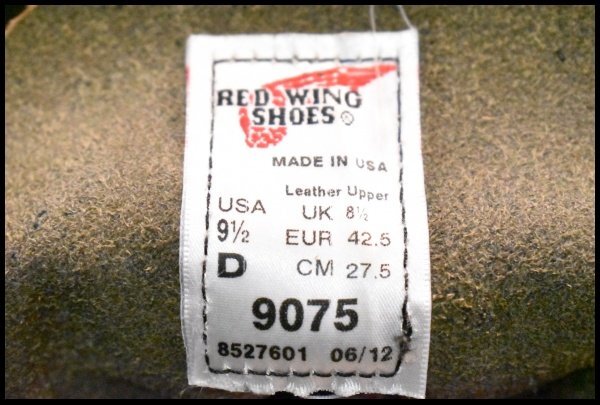 RED WING
SHOES®
MADE IN USA
Leather Upper
USA UK 8½
9½ EUR 42.5
D CM 27.5
9075
8527601 06/12